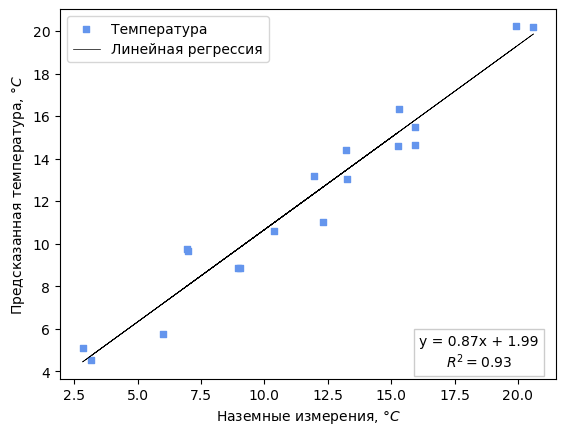 Температура
Линейная регрессия
20
18
16
14
12
10
8
6
4
Предсказанная температура, °C
y = 0.87x + 1.99
R² = 0.93
2.5 5.0 7.5 10.0 12.5 15.0 17.5 20.0
Наземные измерения, °C